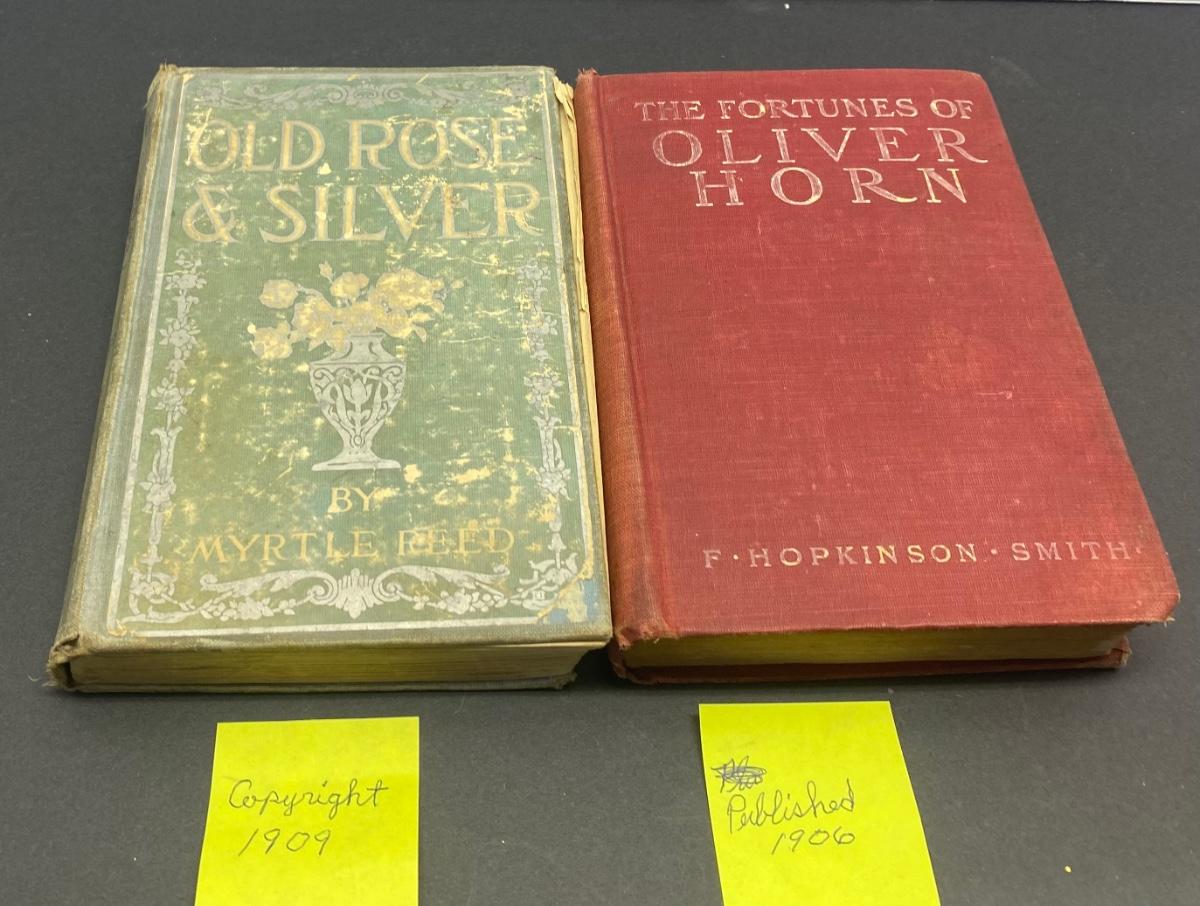 OLD ROSE
& SILVER
BY
MYRTLE REED
THE FORTUNES OF
OLIVER
HORN
F·HOPKINSON·SMITH·
Copyright
1909
Published
1906